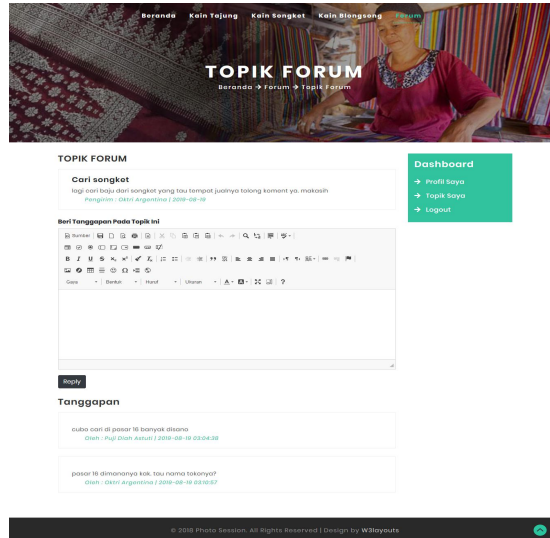 Beranda Kain Tajung Kain Songket Kain Blongsong Forum
TOPIK FORUM
Beranda → Forum → Topik Forum
TOPIK FORUM
Cari songket
lagi cari baju dari songket yang tau tempat jualnya tolong koment ya. makasih
Pengirim : Oktri Argentina | 2019-08-19
Beri Tanggapan Pada Topik Ini
Sumber
Gaya Bentuk Huruf Ukuran
Reply
Tanggapan
cubo cari di pasar 16 banyak disano
Oleh : Puji Diah Astuti | 2019-08-19 03:04:38
pasar 16 dimananya kak. tau nama tokonya?
Oleh : Oktri Argentina | 2019-08-19 03:10:57
Dashboard
→ Profil Saya
→ Topik Saya
→ Logout
© 2018 Photo Session. All Rights Reserved | Design by W3layouts